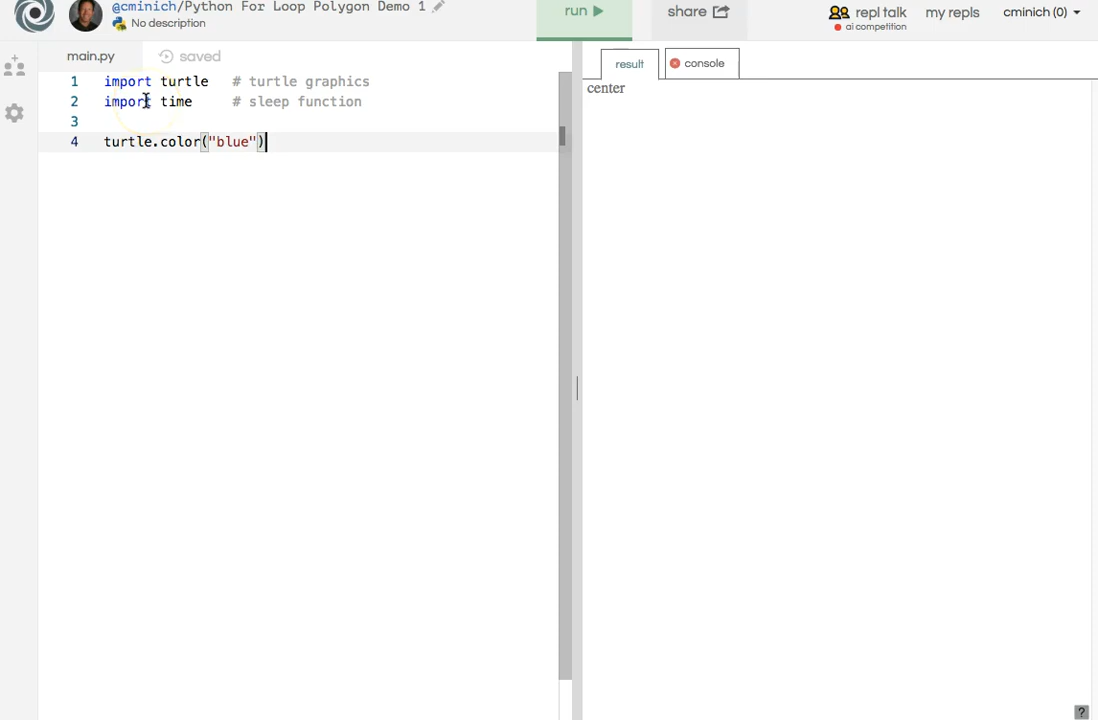 @cminich/Python For Loop Polygon Demo 1
No description
run
share
repl talk
ai competition
my repls
cminich (0)
main.py
saved
result
console
1 import turtle # turtle graphics
2 import time # sleep function
3
4 turtle.color("blue")
center
?